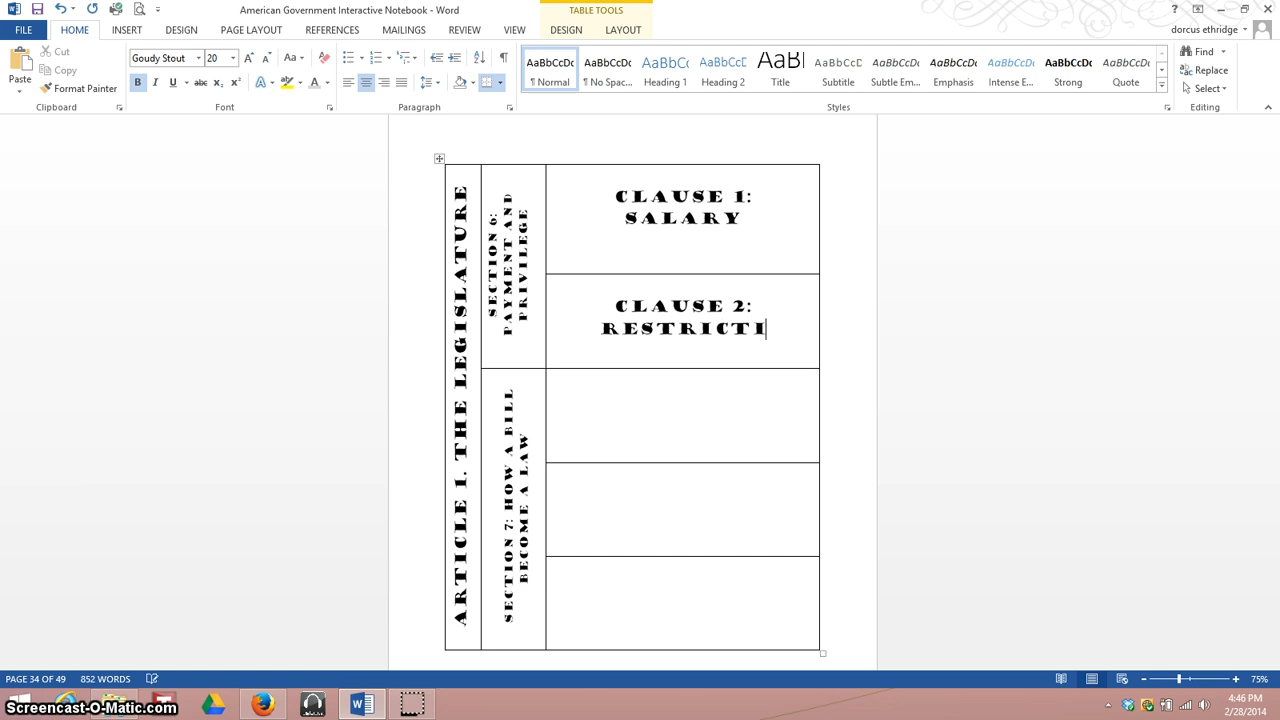 American Government Interactive Notebook - Word
TABLE TOOLS
dorcus ethridge
FILE HOME INSERT DESIGN PAGE LAYOUT REFERENCES MAILINGS REVIEW VIEW DESIGN LAYOUT
Paste
Cut
Copy
Format Painter
Clipboard
Goudy Stout 20
Font
Paragraph
AaBbCcDc AaBbCcDc AaBbCc AaBbCcC AaBl AaBbCcC AaBbCcDc AaBbCcDc AaBbCcDc AaBbCcDc AaBbCcDc
¶ Normal ¶ No Spac... Heading 1 Heading 2 Title Subtitle Subtle Em... Emphasis Intense E... Strong Quote
Styles
Find
Replace
Select
Editing
ARTICLE 1. THE LEGISLATURE
SECTION 6:
PAYMENT AND
PRIVILEGE
CLAUSE 1:
SALARY
CLAUSE 2:
RESTRICTI
SECTION 7: HOW A BILL
BECOME A LAW
PAGE 34 OF 49 852 WORDS
75%
Screencast-O-Matic.com
4:46 PM
2/28/2014